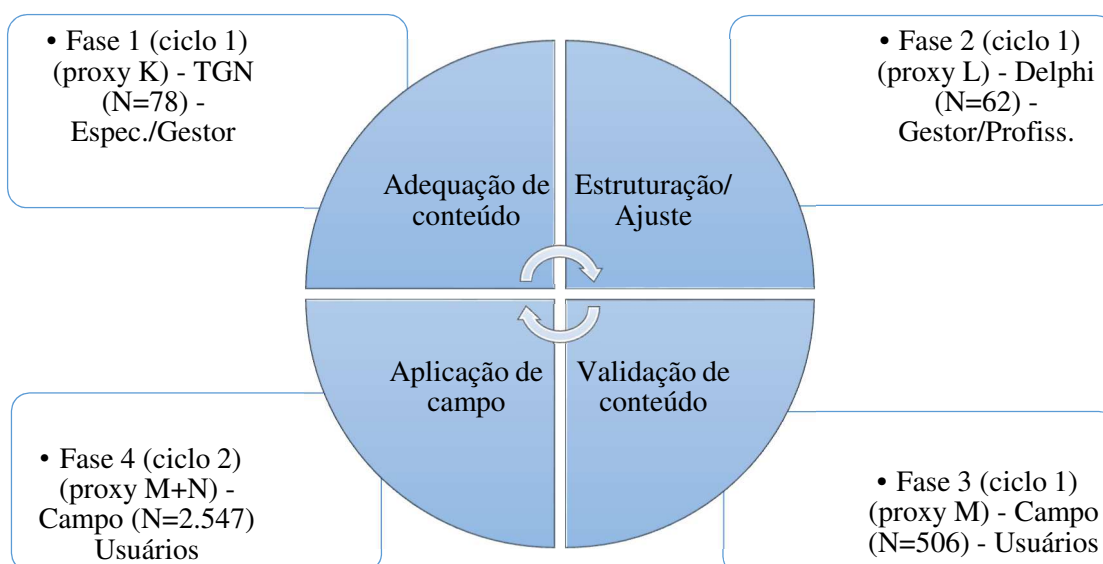 • Fase 1 (ciclo 1)
(proxy K) - TGN
(N=78) -
Espec./Gestor
• Fase 2 (ciclo 1)
(proxy L) - Delphi
(N=62) -
Gestor/Profiss.
Adequação de
conteúdo
Estruturação/
Ajuste
Aplicação de
campo
Validação de
conteúdo
• Fase 4 (ciclo 2)
(proxy M+N) -
Campo (N=2.547)
Usuários
• Fase 3 (ciclo 1)
(proxy M) - Campo
(N=506) - Usuários